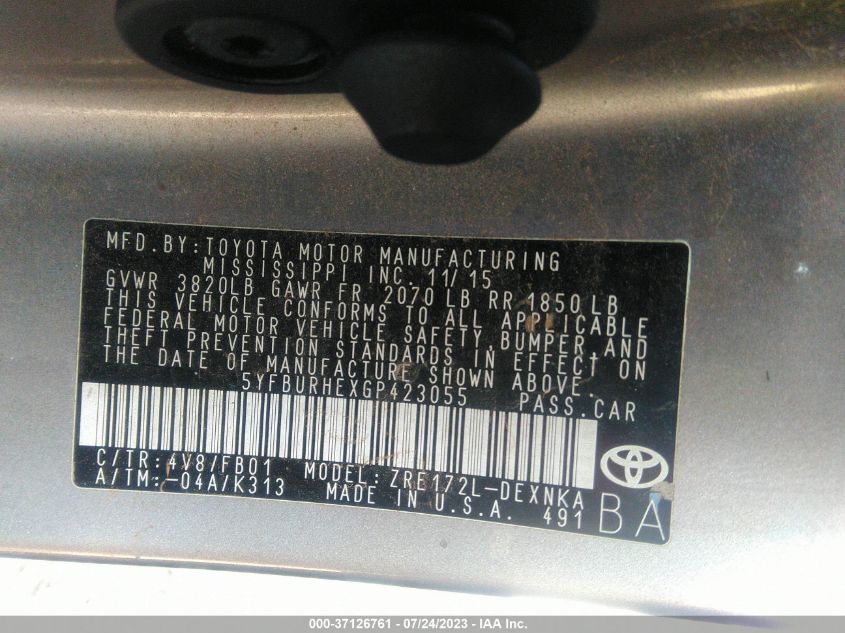 MFD. BY: TOYOTA MOTOR MANUFACTURING
MISSISSIPPI INC. 11/15
GVWR 3820LB GAWR FR 2070 LB RR 1850 LB
THIS VEHICLE CONFORMS TO ALL APPLICABLE
FEDERAL MOTOR VEHICLE SAFETY, BUMPER, AND
THEFT PREVENTION STANDARDS IN EFFECT ON
THE DATE OF MANUFACTURE SHOWN ABOVE.
5YFBURHEXGP423055 PASS. CAR
C/TR: 4V8/FB01 MODEL: ZRE172L-DEXNKA
A/TM: -04A/K313 MADE IN U.S.A. 491
BA
000-37126761 - 07/24/2023 - IAA Inc.